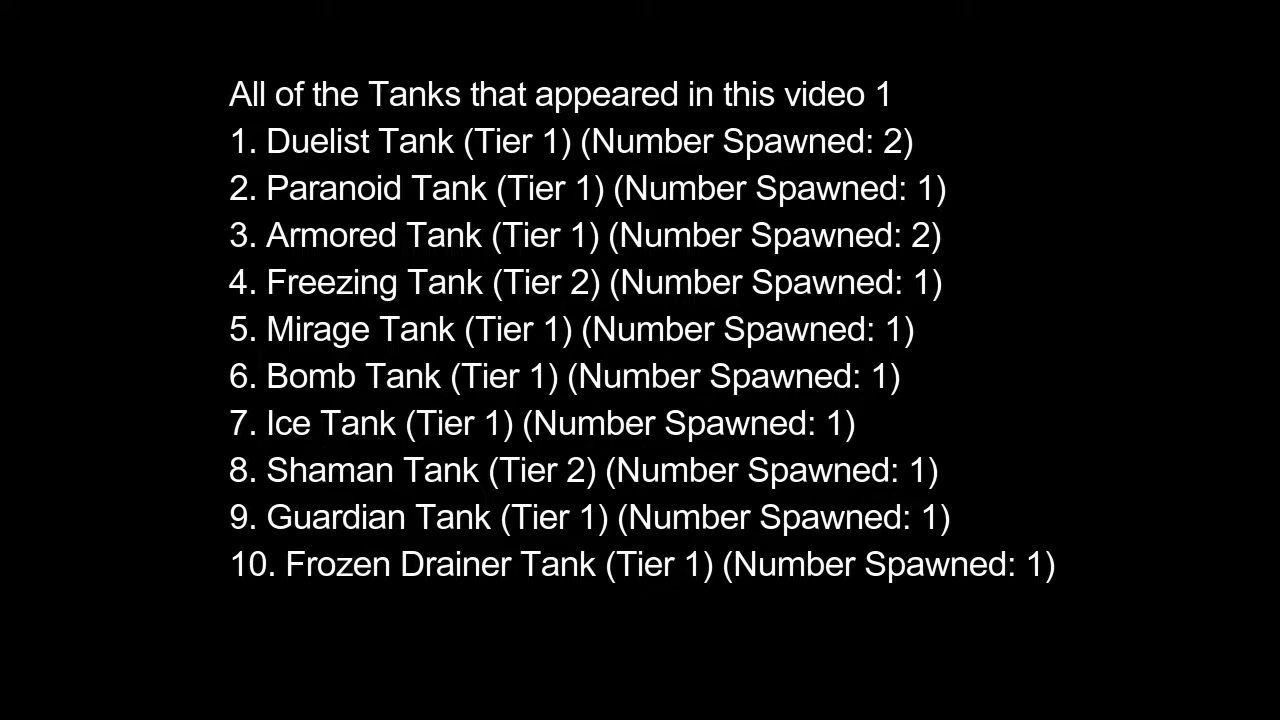 All of the Tanks that appeared in this video 1
1. Duelist Tank (Tier 1) (Number Spawned: 2)
2. Paranoid Tank (Tier 1) (Number Spawned: 1)
3. Armored Tank (Tier 1) (Number Spawned: 2)
4. Freezing Tank (Tier 2) (Number Spawned: 1)
5. Mirage Tank (Tier 1) (Number Spawned: 1)
6. Bomb Tank (Tier 1) (Number Spawned: 1)
7. Ice Tank (Tier 1) (Number Spawned: 1)
8. Shaman Tank (Tier 2) (Number Spawned: 1)
9. Guardian Tank (Tier 1) (Number Spawned: 1)
10. Frozen Drainer Tank (Tier 1) (Number Spawned: 1)